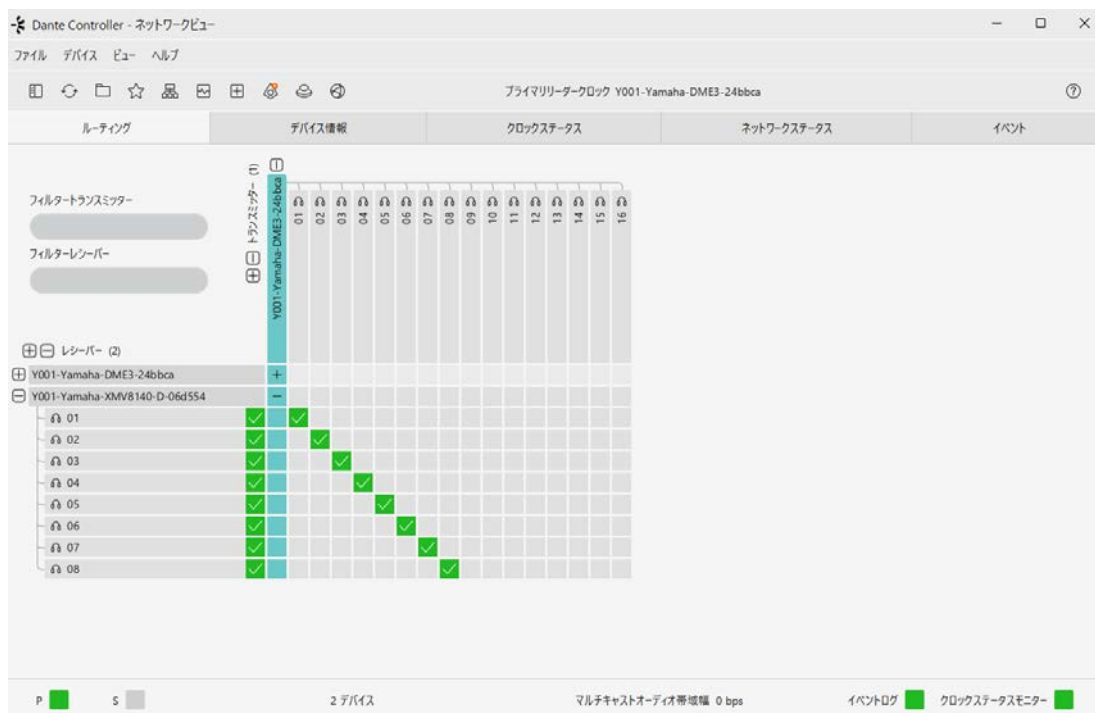 Dante Controller - ネットワークビュー
ファイル デバイス ビュー ヘルプ
プライマリリーダークロック Y001-Yamaha-DME3-24bbca
ルーティング デバイス情報 クロックステータス ネットワークステータス イベント
トランスミッター (1)
Y001-Yamaha-DME3-24bbca
01 02 03 04 05 06 07 08 09 10 11 12 13 14 15 16
フィルタートランスミッター
フィルターレシーバー
レシーバー (2)
Y001-Yamaha-DME3-24bbca
Y001-Yamaha-XMV8140-D-06d554
01
02
03
04
05
06
07
08
P S 2 デバイス マルチキャストオーディオ帯域幅 0 bps イベントログ クロックステータスモニター